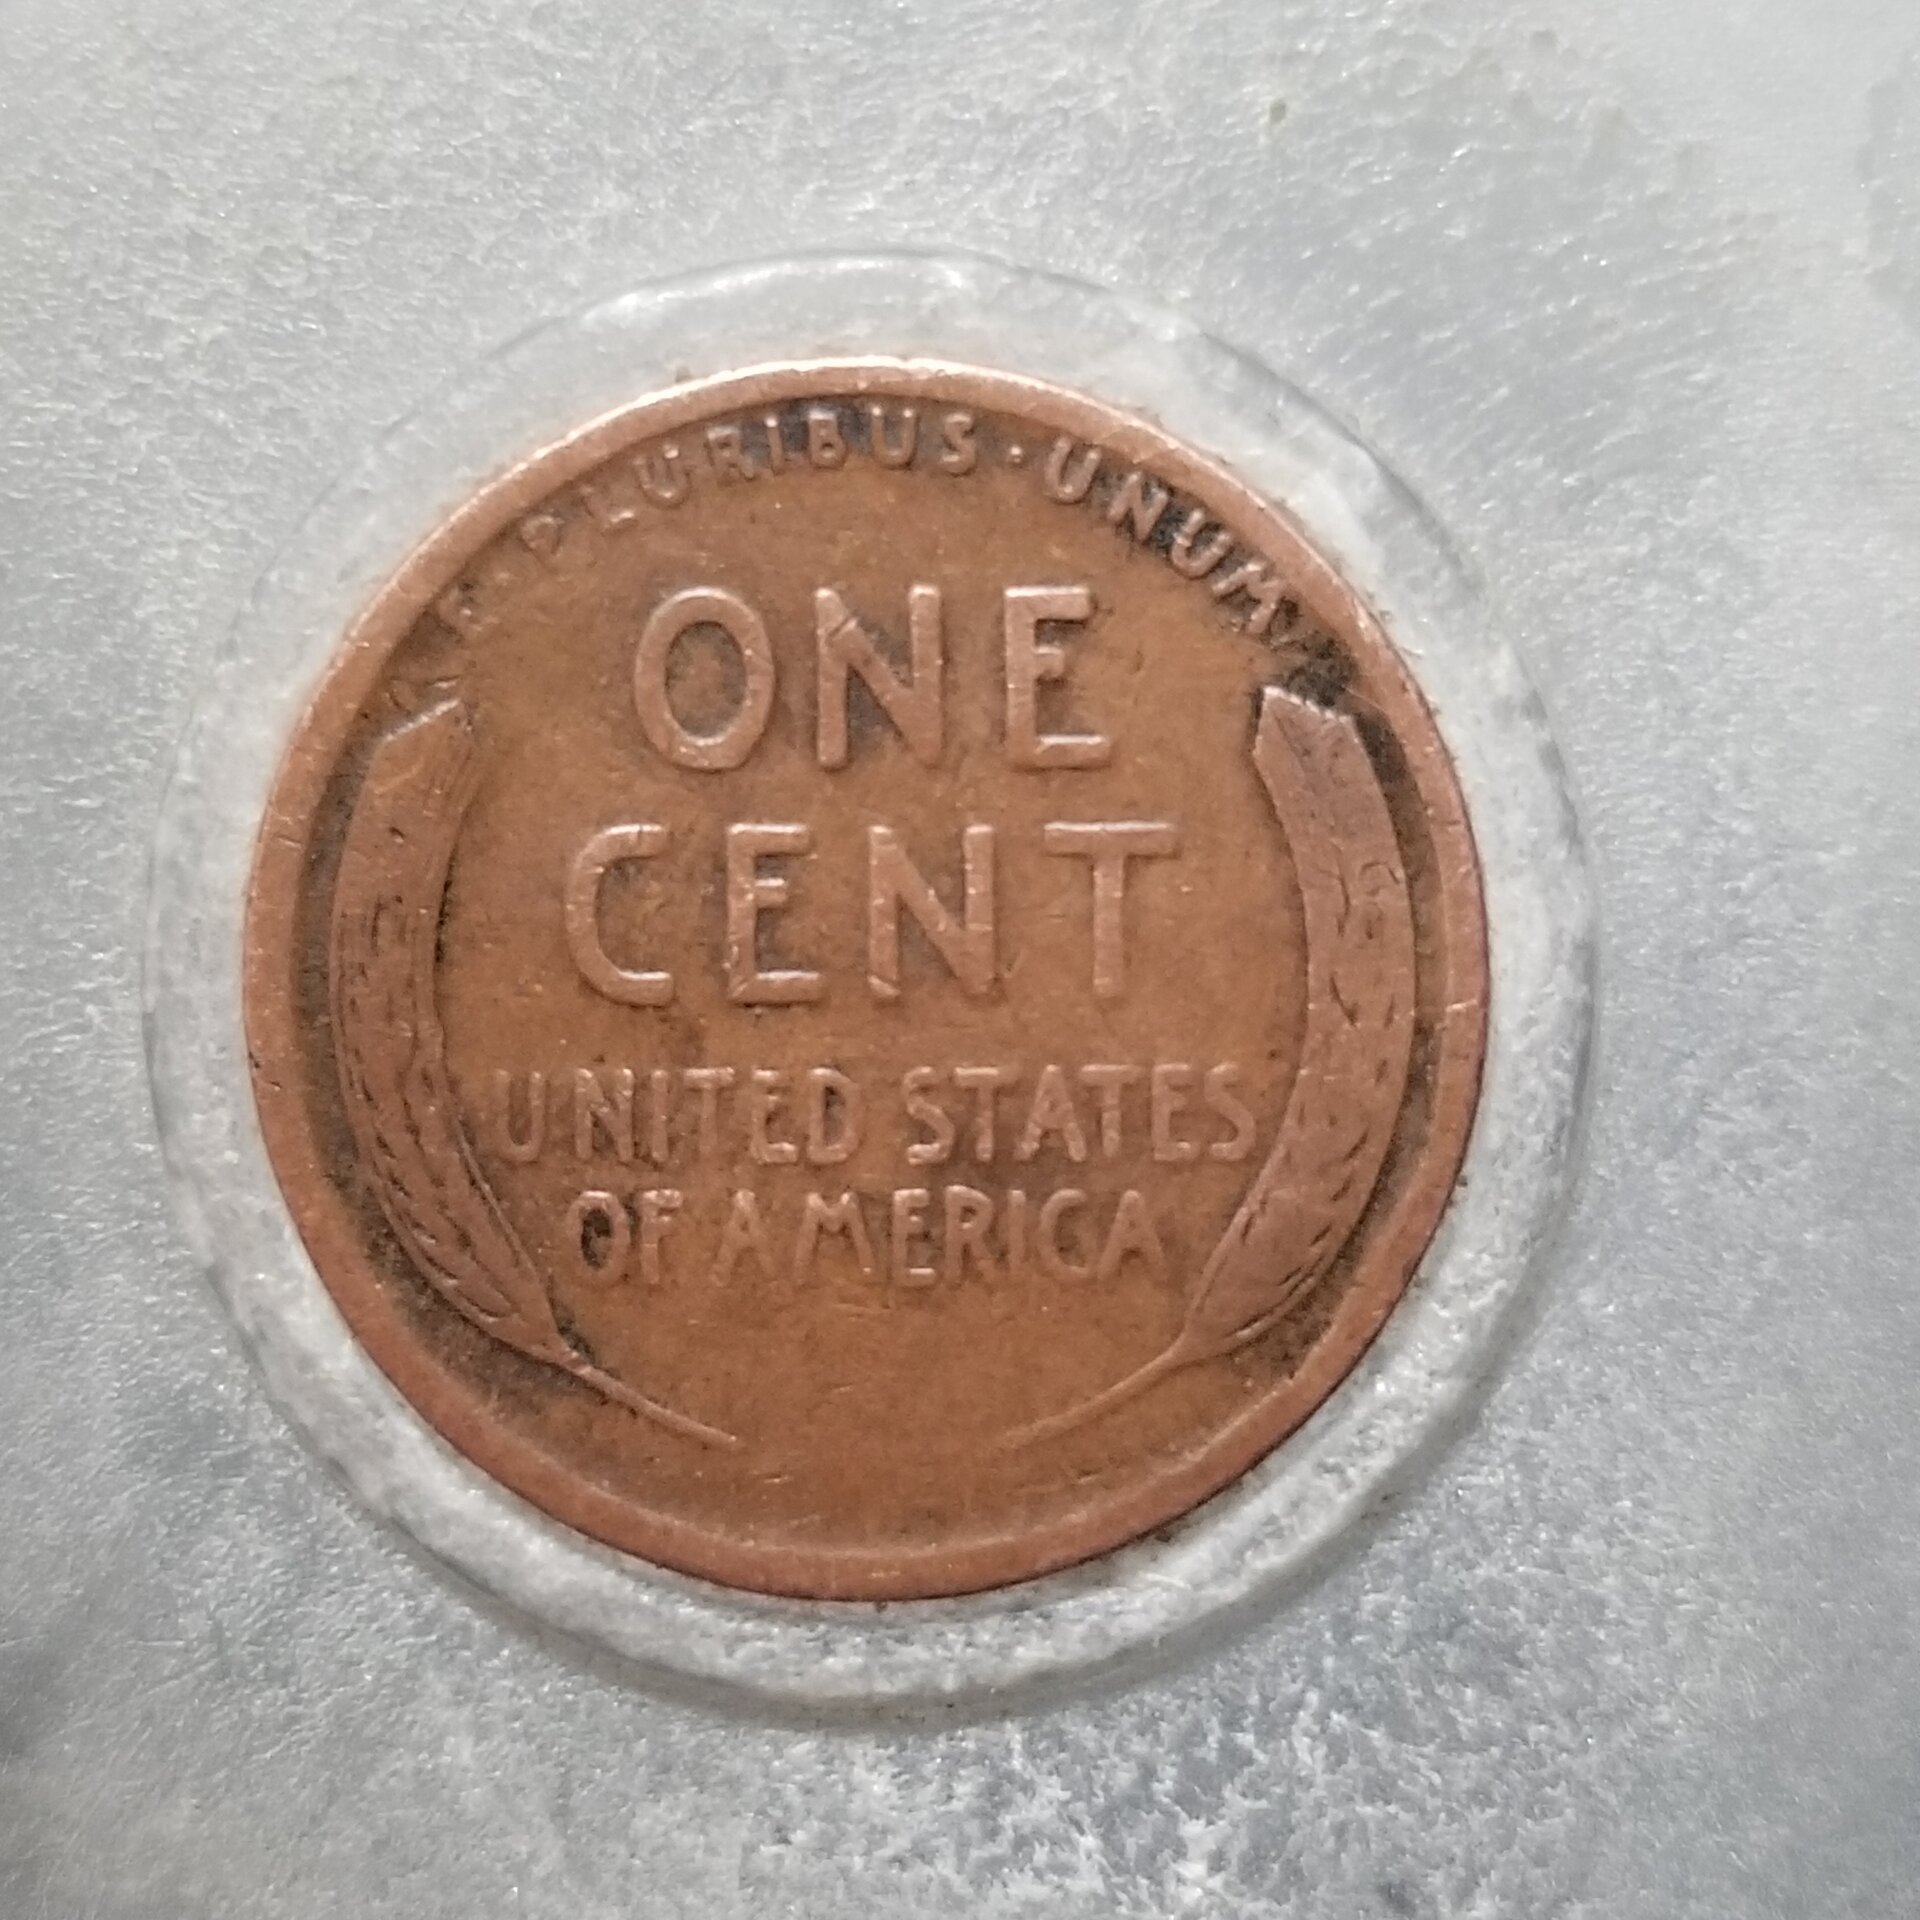 E · PLURIBUS · UNUM
ONE
CENT
UNITED STATES
OF AMERICA